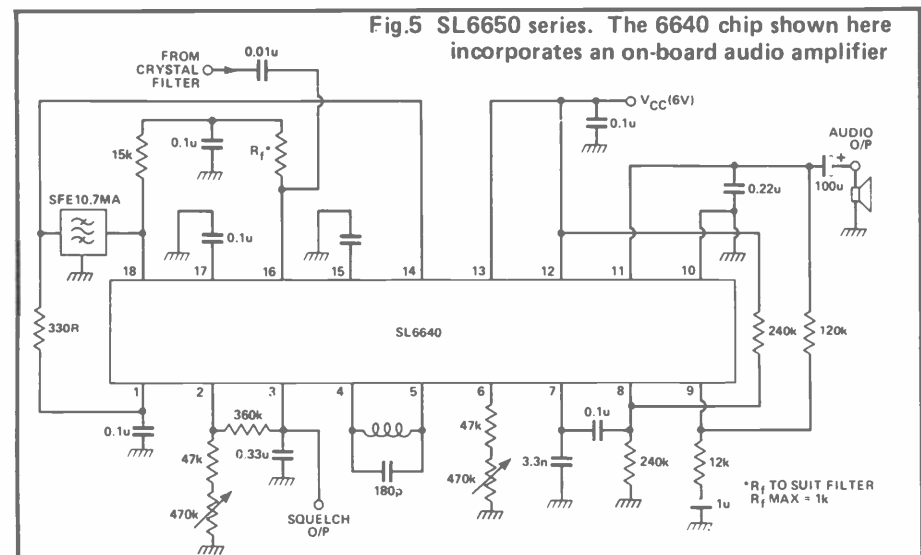 Fig.5 SL6650 series. The 6640 chip shown here
incorporates an on-board audio amplifier
FROM
CRYSTAL
FILTER
0.01u
VCC(6V)
0.1u
AUDIO
O/P
100u
+
15k
0.1u
Rf*
0.22u
SFE10.7MA
0.1u
18
17
16
15
14
13
12
11
10
330R
SL6640
240k
120k
1
2
3
4
5
6
7
8
9
0.1u
360k
47k
0.33u
470k
180p
47k
470k
0.1u
3.3n
240k
12k
1u
SQUELCH
O/P
*Rf TO SUIT FILTER
Rf MAX = 1k